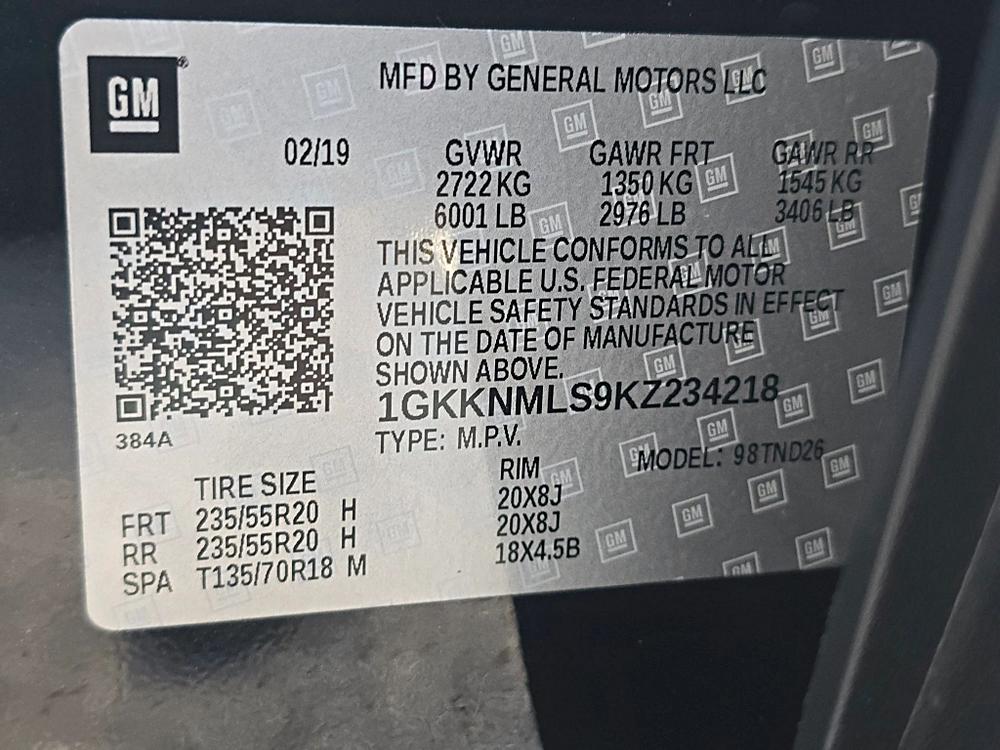 GM
MFD BY GENERAL MOTORS LLC
02/19 GVWR GAWR FRT GAWR RR
2722 KG 1350 KG 1545 KG
6001 LB 2976 LB 3406 LB
THIS VEHICLE CONFORMS TO ALL
APPLICABLE U.S. FEDERAL MOTOR
VEHICLE SAFETY STANDARDS IN EFFECT
ON THE DATE OF MANUFACTURE
SHOWN ABOVE.
1GKKNMLS9KZ234218
384A
TYPE: M.P.V. MODEL: 98TND26
TIRE SIZE RIM
FRT 235/55R20 H 20X8J
RR 235/55R20 H 20X8J
SPA T135/70R18 M 18X4.5B